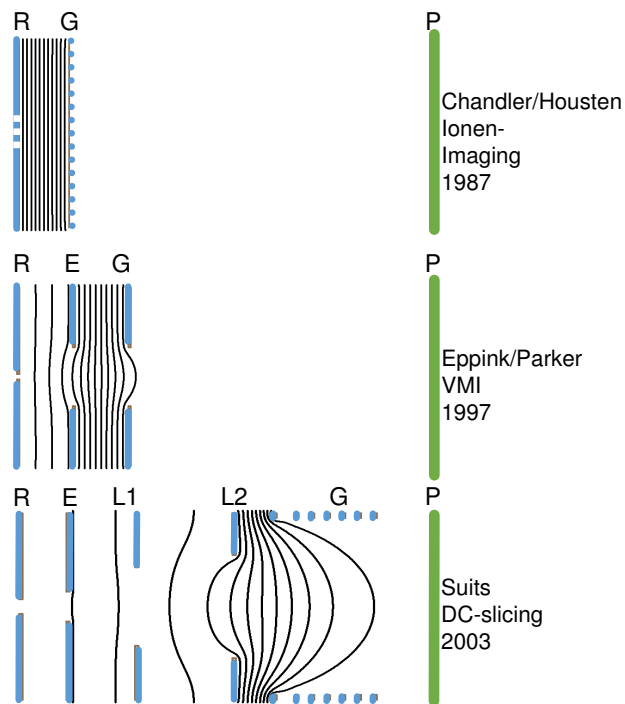 R G P
Chandler/Housten
Ionen-
Imaging
1987
R E G P
Eppink/Parker
VMI
1997
R E L1 L2 G P
Suits
DC-slicing
2003